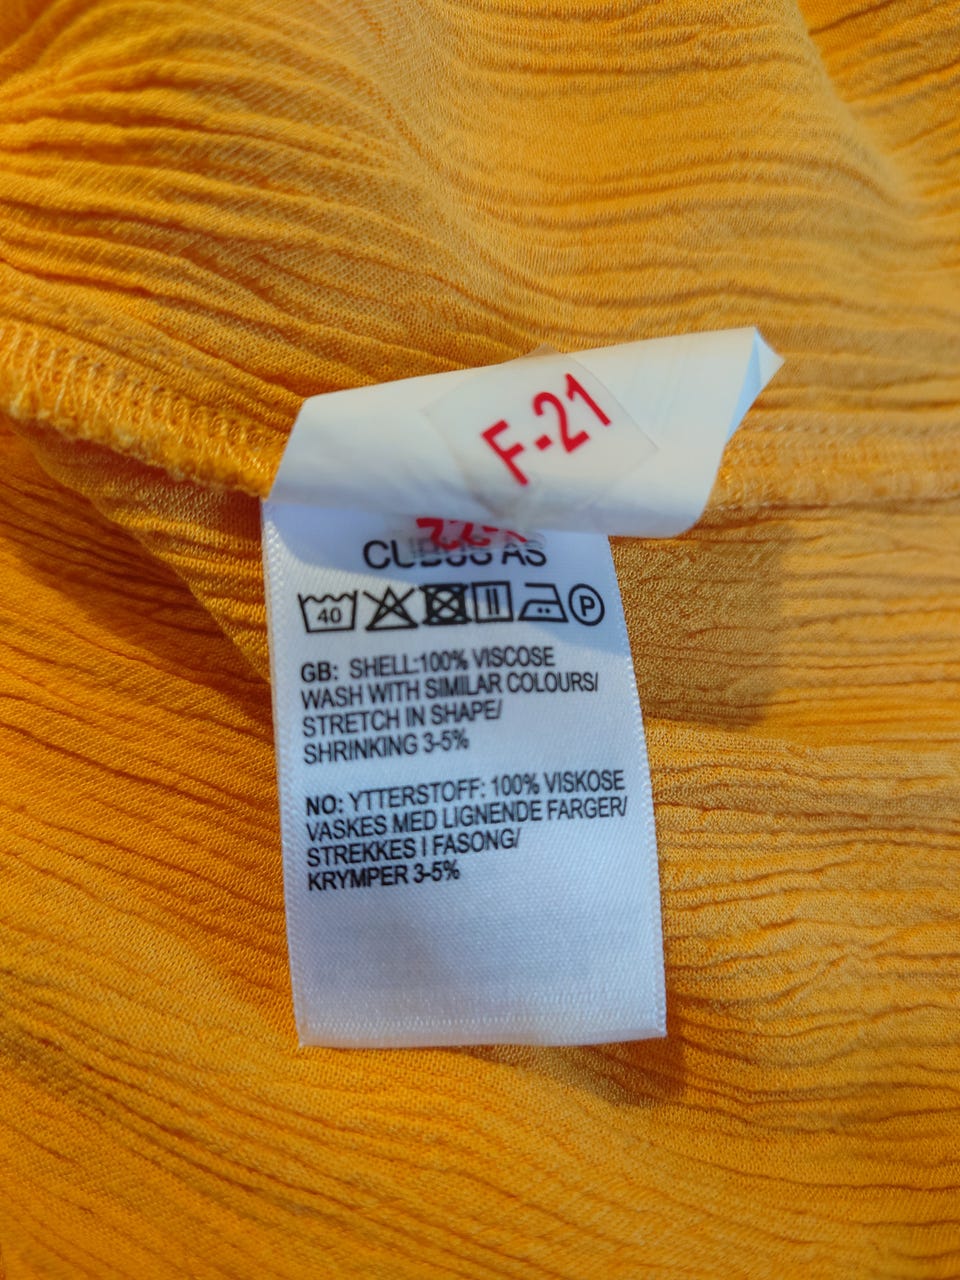 F-21
CUBUS AS
40
P
GB: SHELL:100% VISCOSE
WASH WITH SIMILAR COLOURS/
STRETCH IN SHAPE/
SHRINKING 3-5%
NO: YTTERSTOFF: 100% VISKOSE
VASKES MED LIGNENDE FARGER/
STREKKES I FASONG/
KRYMPER 3-5%